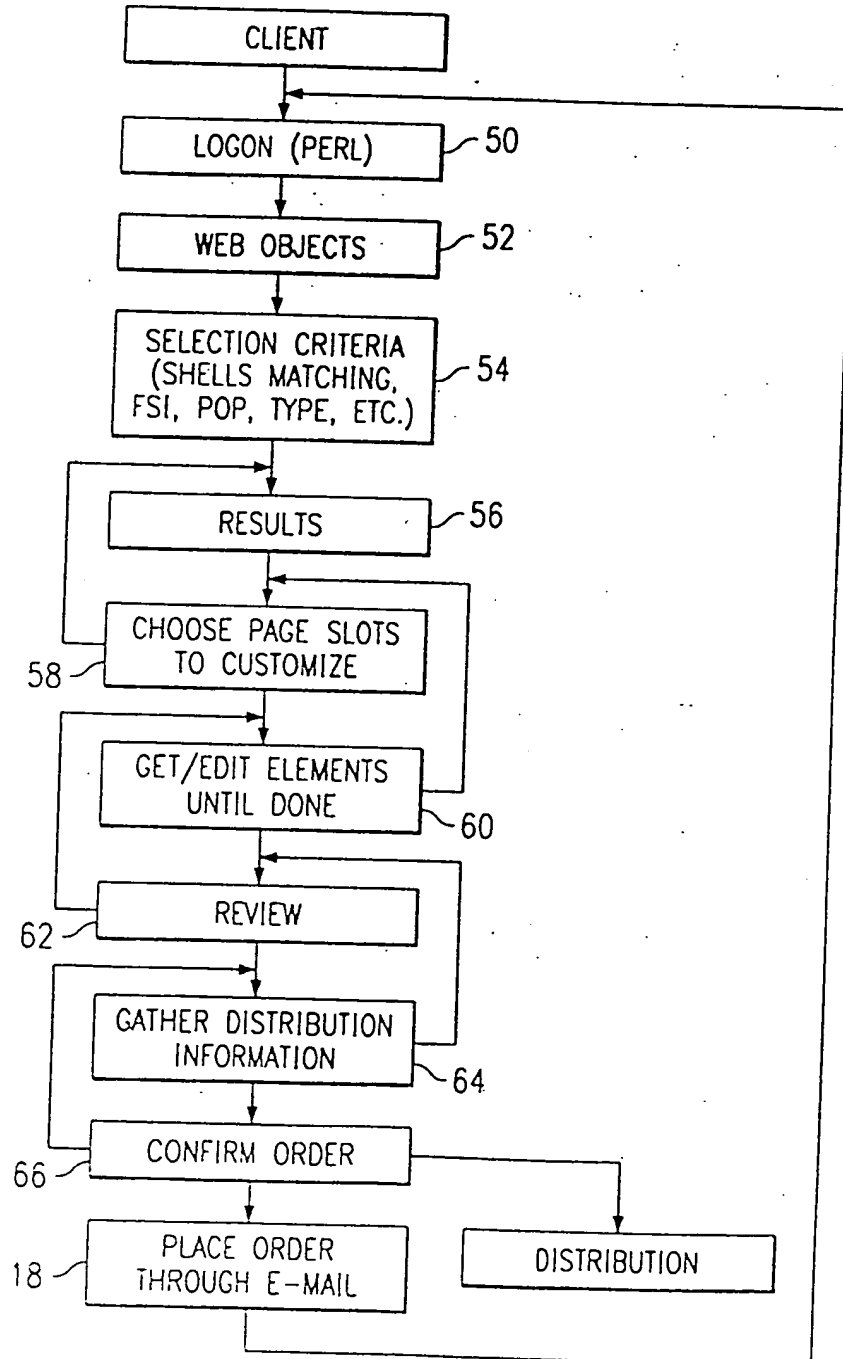 CLIENT
LOGON (PERL)
50
WEB OBJECTS
52
SELECTION CRITERIA
(SHELLS MATCHING,
FSI, POP, TYPE, ETC.)
54
RESULTS
56
CHOOSE PAGE SLOTS
TO CUSTOMIZE
58
GET/EDIT ELEMENTS
UNTIL DONE
60
REVIEW
62
GATHER DISTRIBUTION
INFORMATION
64
CONFIRM ORDER
66
PLACE ORDER
THROUGH E-MAIL
18
DISTRIBUTION